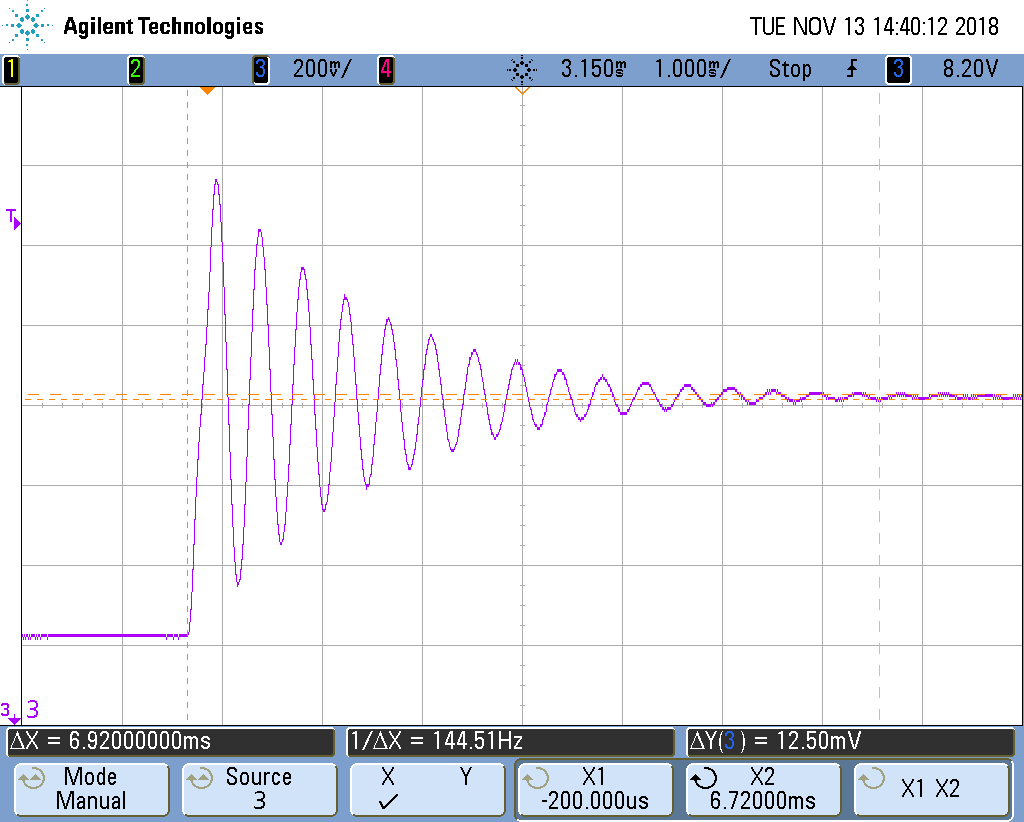 Agilent Technologies TUE NOV 13 14:40:12 2018
1 2 3 200mV/ 4 3.150ms 1.000ms/ Stop 3 8.20V
T
3 3
ΔX = 6.92000000ms 1/ΔX = 144.51Hz ΔY(3) = 12.50mV
Mode Source X Y X1 X2 X1 X2
Manual 3 -200.000us 6.72000ms